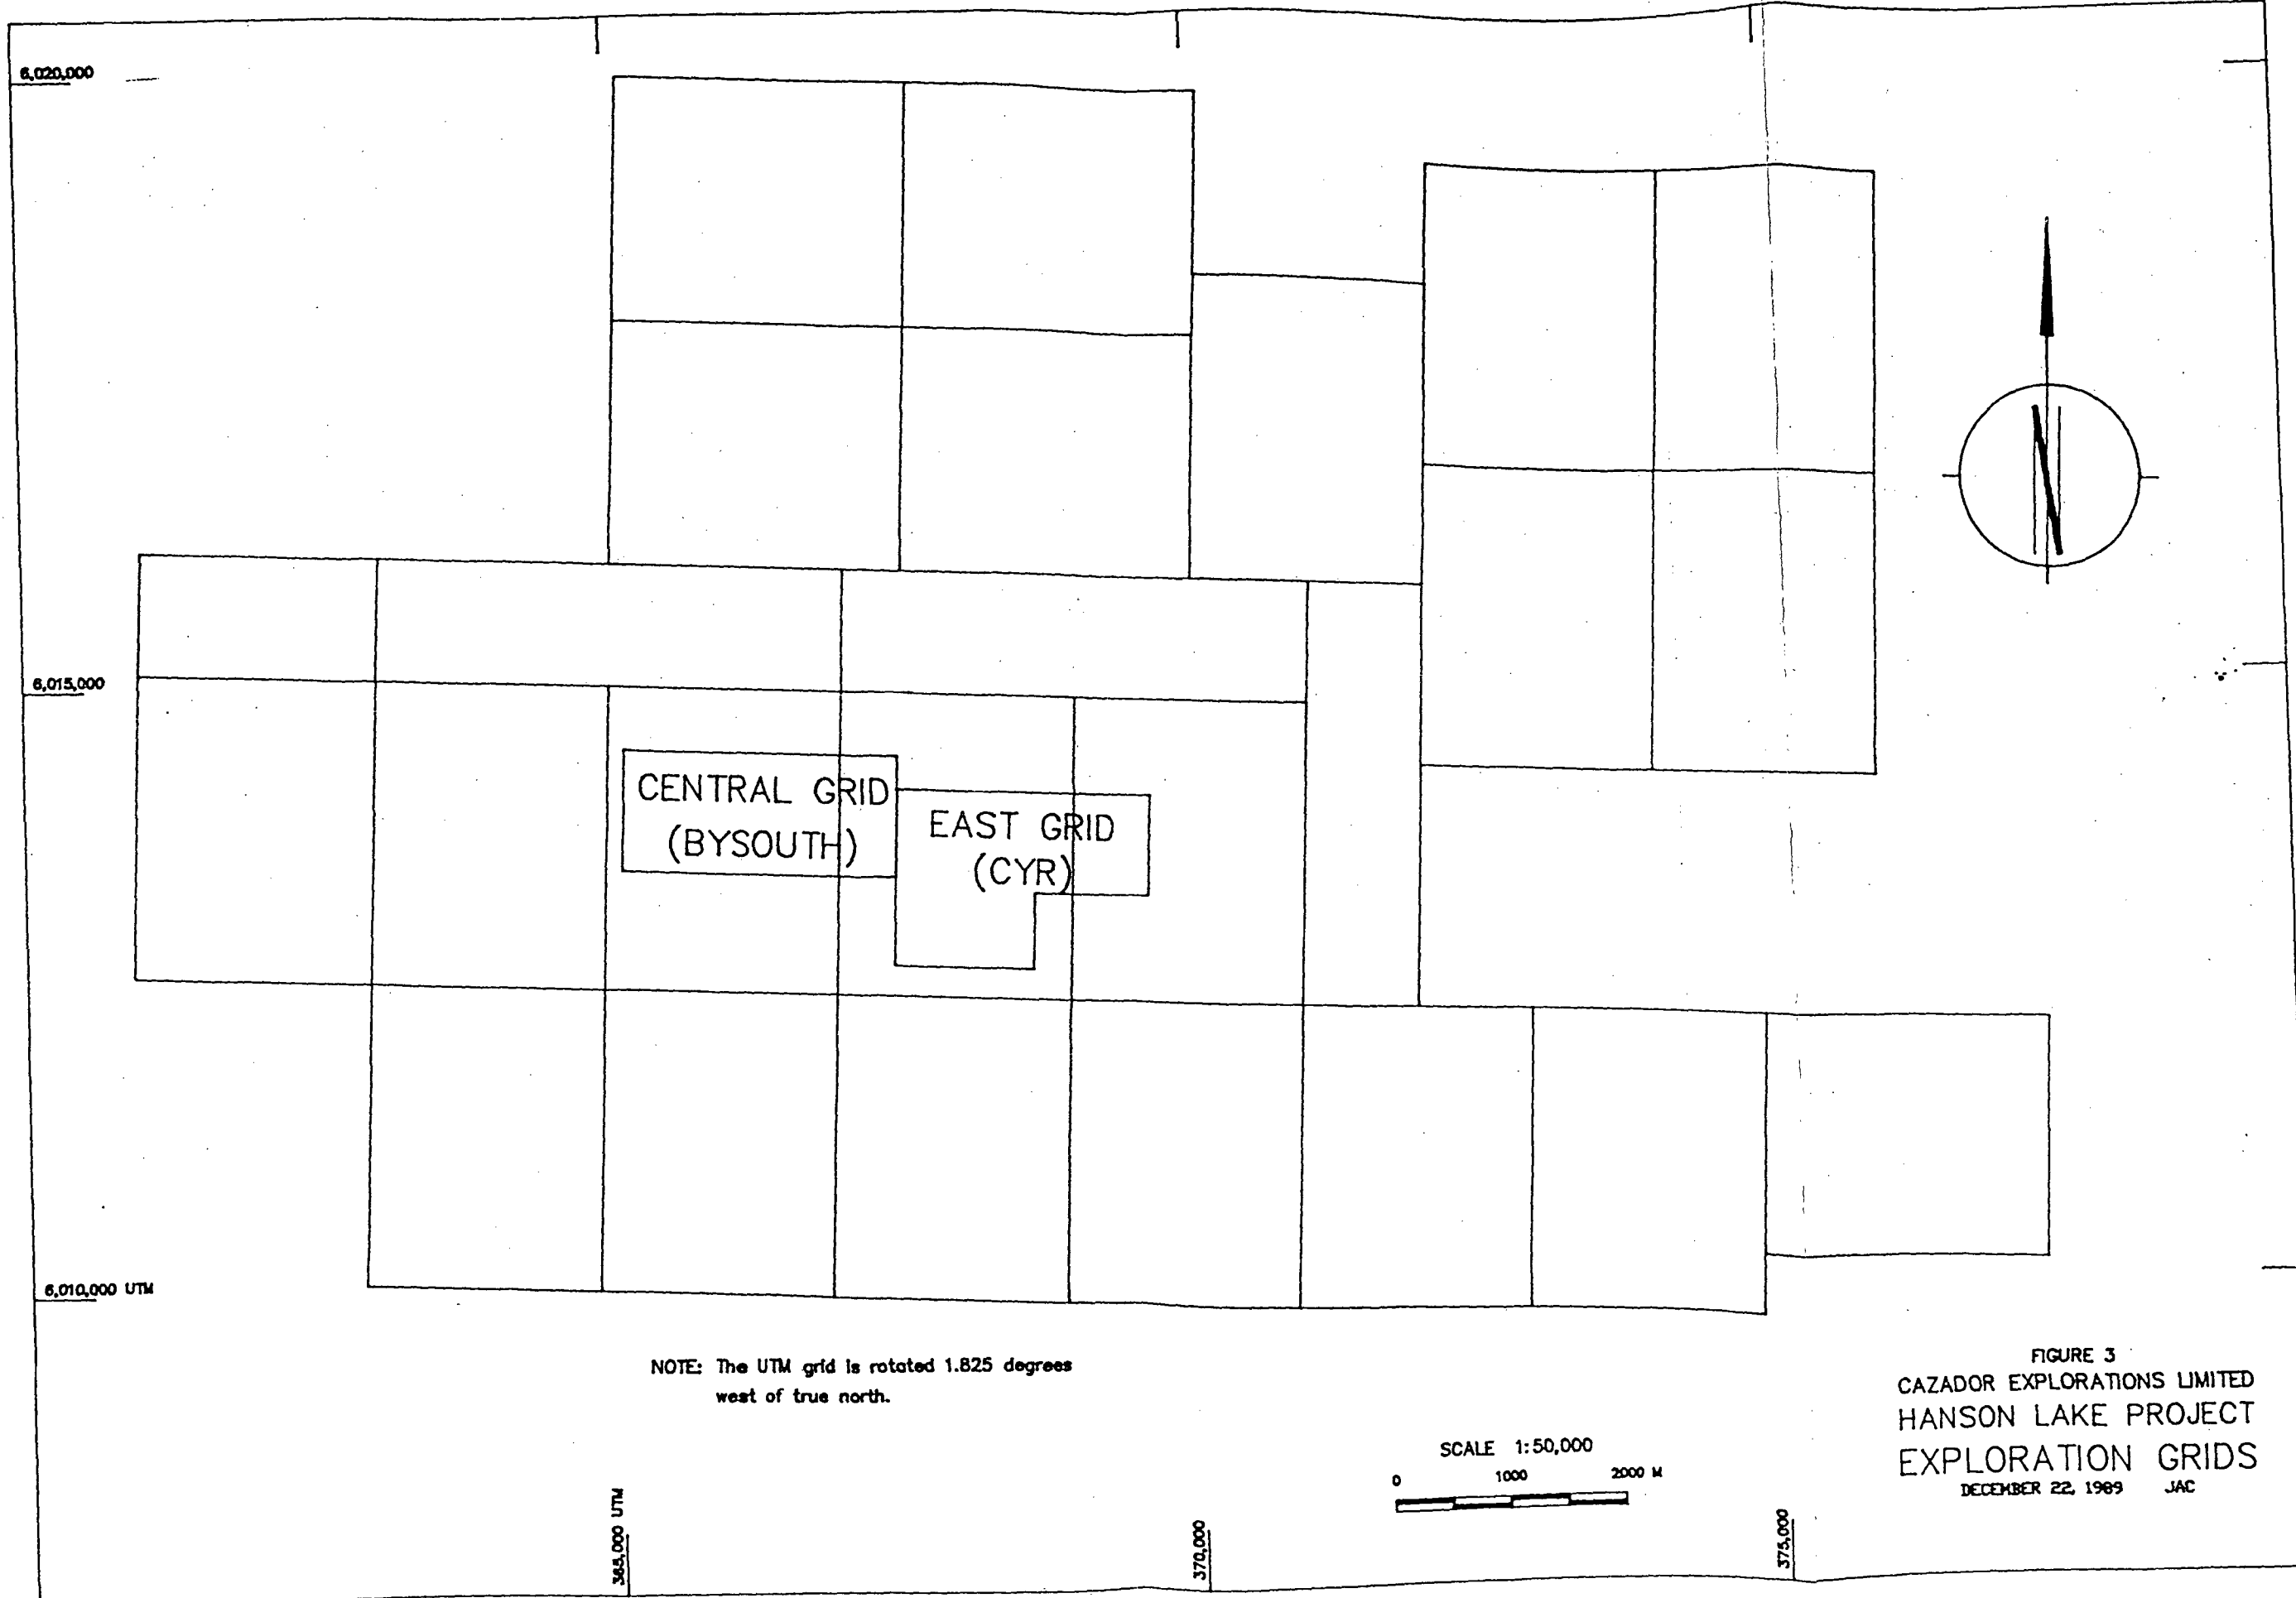 6,020,000
6,015,000
CENTRAL GRID
(BYSOUTH)
EAST GRID
(CYR)
6,010,000 UTM
NOTE: The UTM grid is rotated 1.825 degrees
west of true north.
SCALE 1:50,000
0 1000 2000 M
FIGURE 3
CAZADOR EXPLORATIONS LIMITED
HANSON LAKE PROJECT
EXPLORATION GRIDS
DECEMBER 22, 1989 JAC
365,000 UTM
370,000
375,000
N